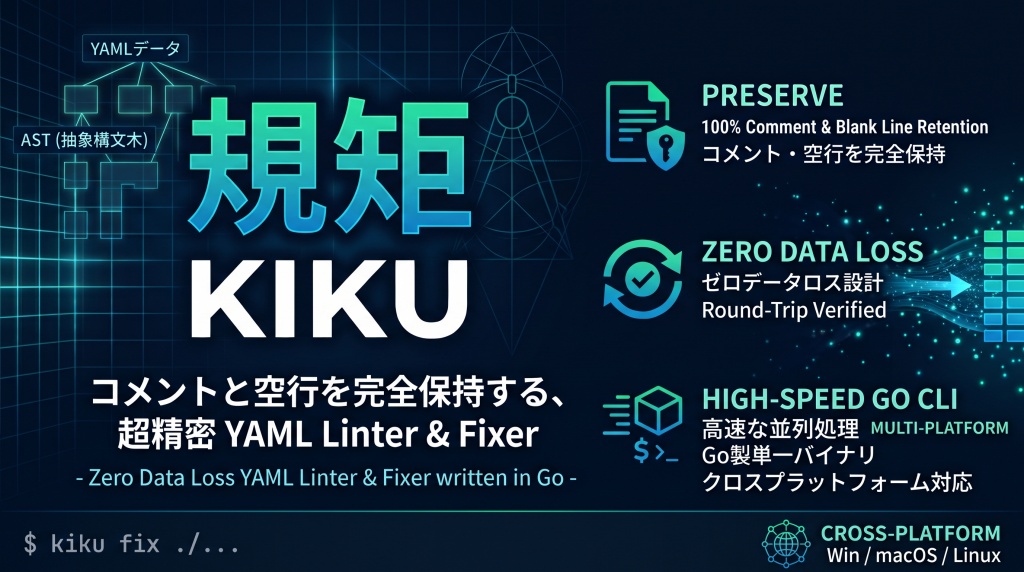 YAMLデータ
AST (抽象構文木)
規矩
KIKU
コメントと空行を完全保持する、
超精密 YAML Linter & Fixer
- Zero Data Loss YAML Linter & Fixer written in Go -
PRESERVE
100% Comment & Blank Line Retention
コメント・空行を完全保持
ZERO DATA LOSS
ゼロデータロス設計
Round-Trip Verified
$>_
HIGH-SPEED GO CLI
高速な並列処理 MULTI-PLATFORM
Go製単一バイナリ
クロスプラットフォーム対応
$ kiku fix ./...
CROSS-PLATFORM
Win / macOS / Linux